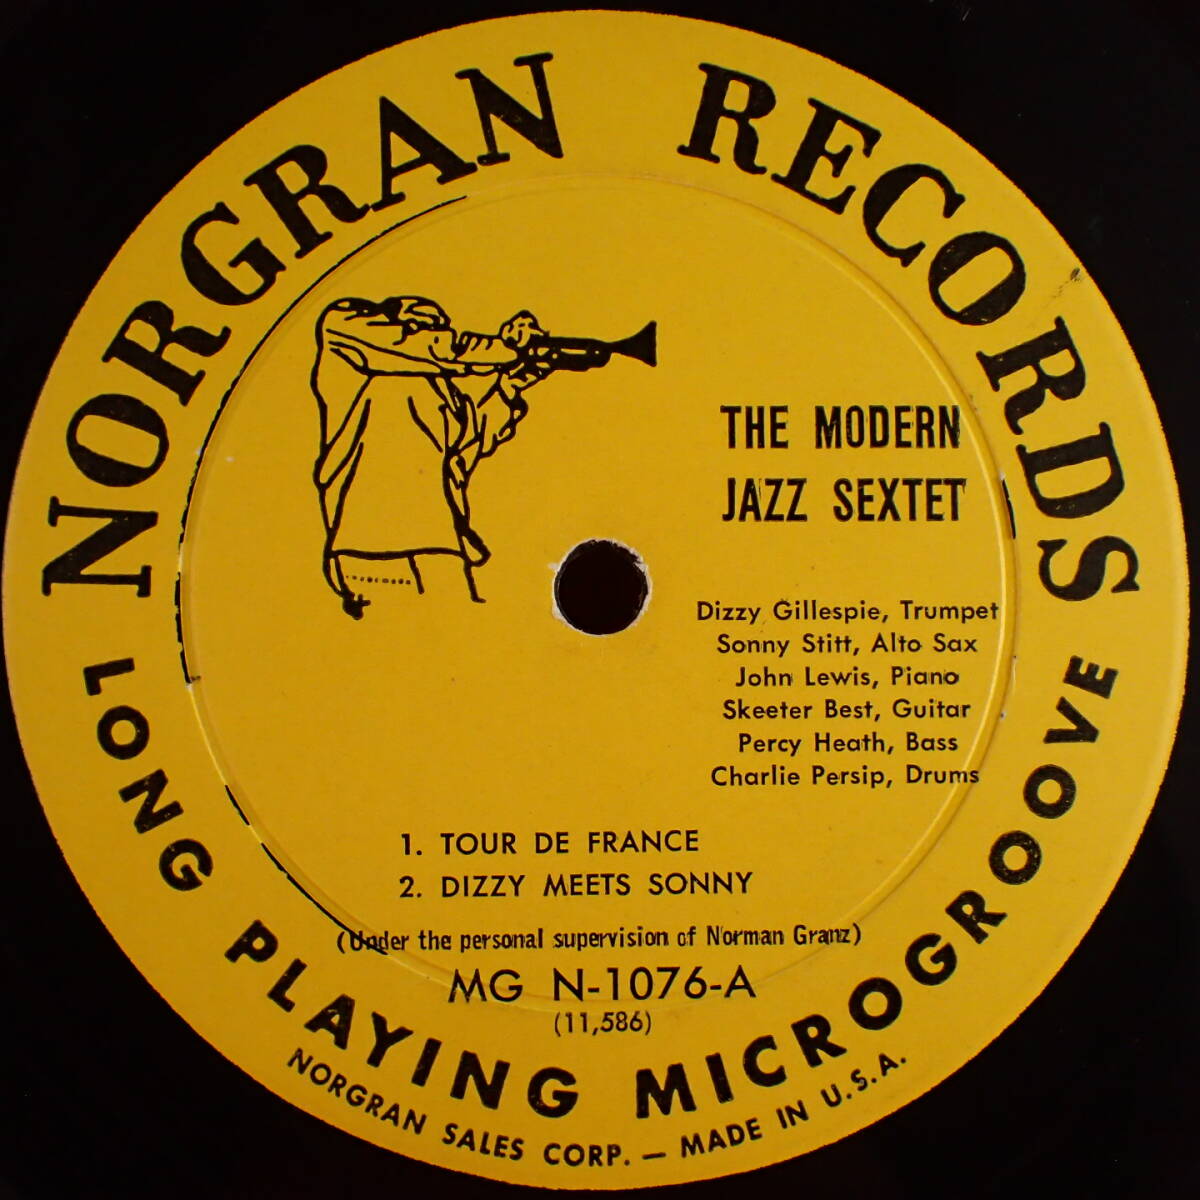 NORGRAN RECORDS
THE MODERN
JAZZ SEXTET
Dizzy Gillespie, Trumpet
Sonny Stitt, Alto Sax
John Lewis, Piano
Skeeter Best, Guitar
Percy Heath, Bass
Charlie Persip, Drums
1. TOUR DE FRANCE
2. DIZZY MEETS SONNY
(Under the personal supervision of Norman Granz)
MG N-1076-A
(11,586)
LONG PLAYING MICROGROOVE
NORGRAN SALES CORP. — MADE IN U.S.A.